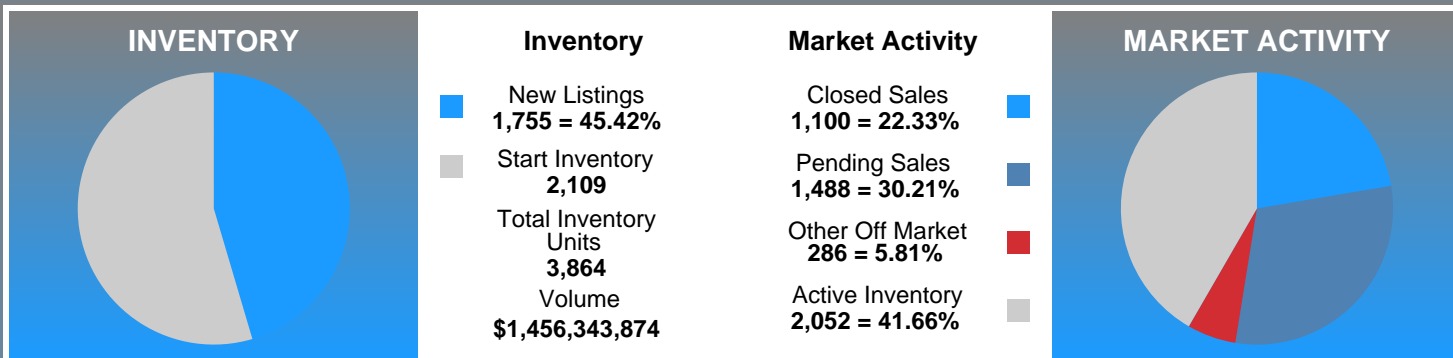 INVENTORY
Inventory
New Listings
1,755 = 45.42%
Start Inventory
2,109
Total Inventory
Units
3,864
Volume
$1,456,343,874
Market Activity
Closed Sales
1,100 = 22.33%
Pending Sales
1,488 = 30.21%
Other Off Market
286 = 5.81%
Active Inventory
2,052 = 41.66%
MARKET ACTIVITY